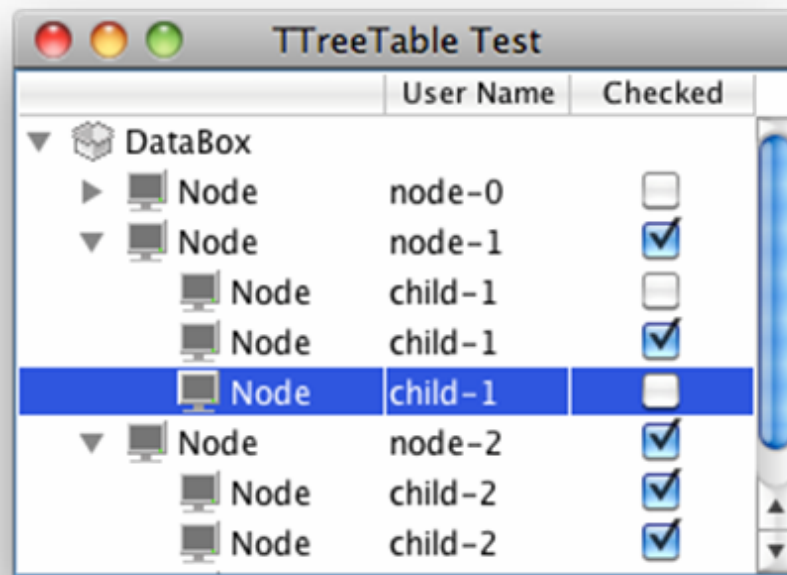 TTreeTable Test
User Name Checked
DataBox
Node node-0
Node node-1
Node child-1
Node child-1
Node child-1
Node node-2
Node child-2
Node child-2